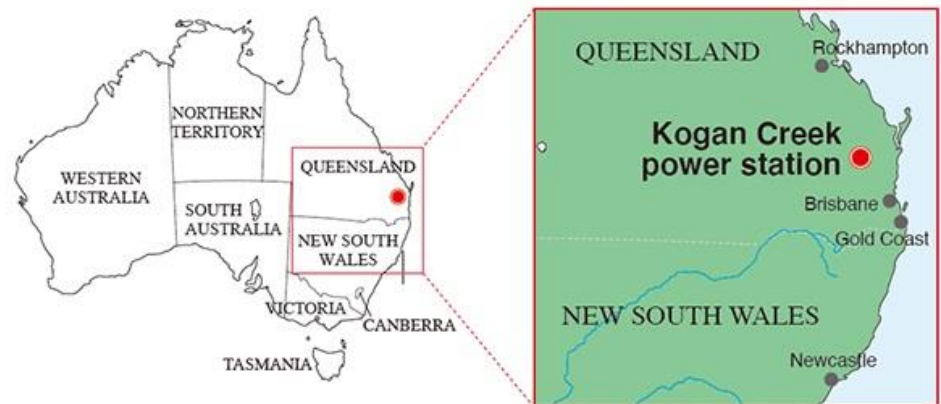 NORTHERN
TERRITORY
QUEENSLAND
WESTERN
AUSTRALIA
SOUTH
AUSTRALIA
NEW SOUTH
WALES
VICTORIA
CANBERRA
TASMANIA
QUEENSLAND
Rockhampton
Kogan Creek
power station
Brisbane
Gold Coast
NEW SOUTH WALES
Newcastle